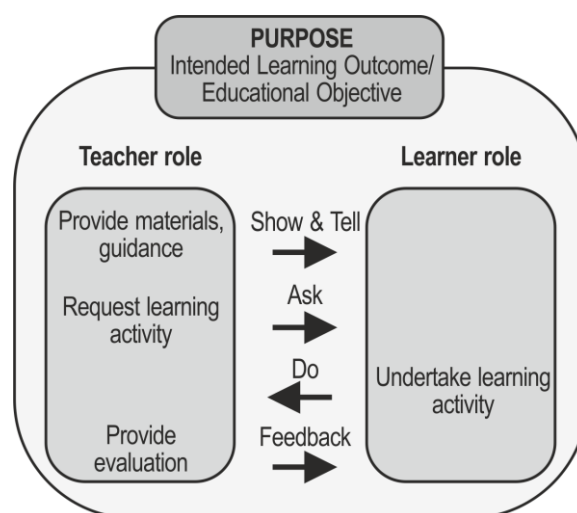 PURPOSE
Intended Learning Outcome/
Educational Objective
Teacher role
Learner role
Provide materials,
guidance
Show & Tell
Request learning
activity
Ask
Do
Undertake learning
activity
Provide
evaluation
Feedback